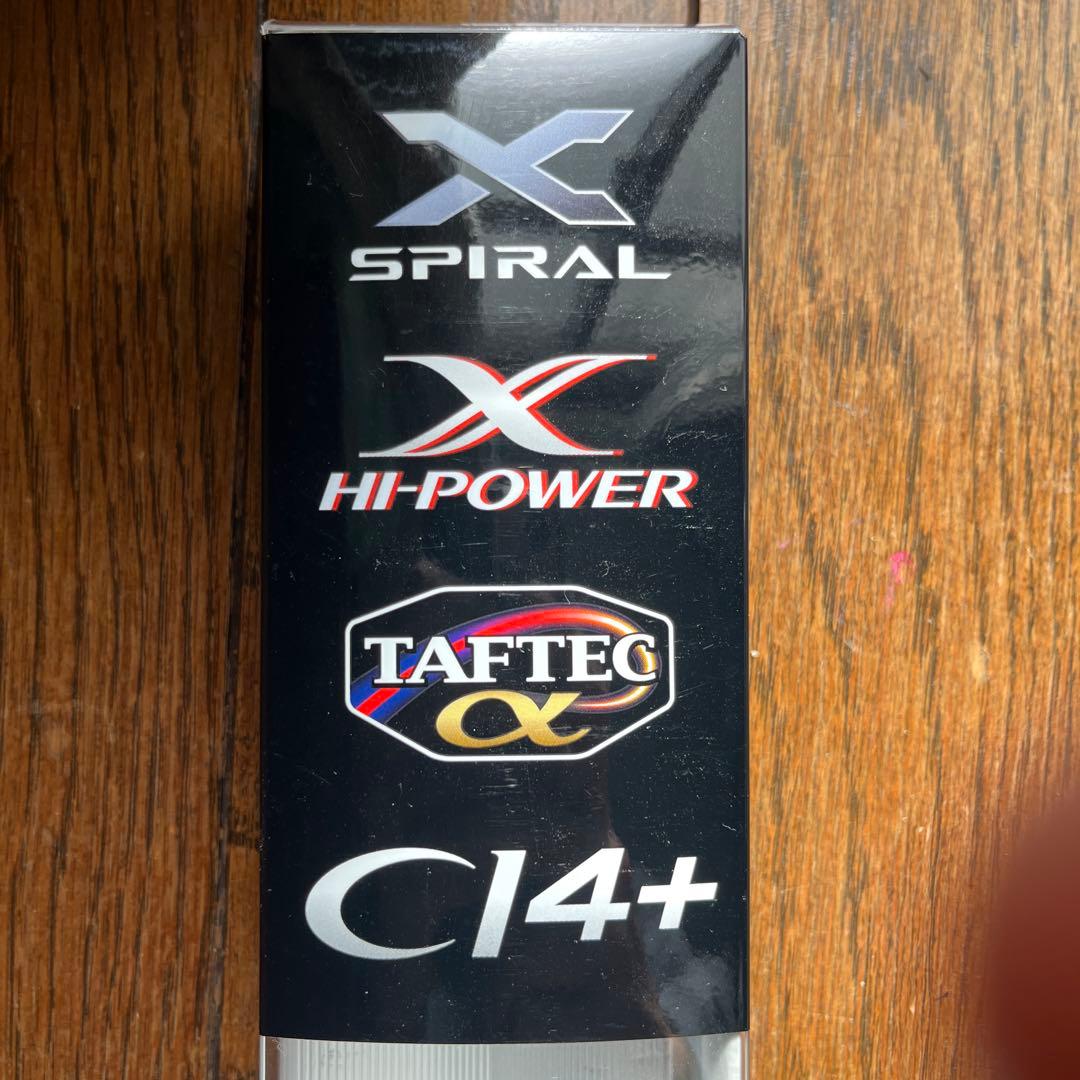 X
SPIRAL
X
HI-POWER
TAFTEC
α
CI4+